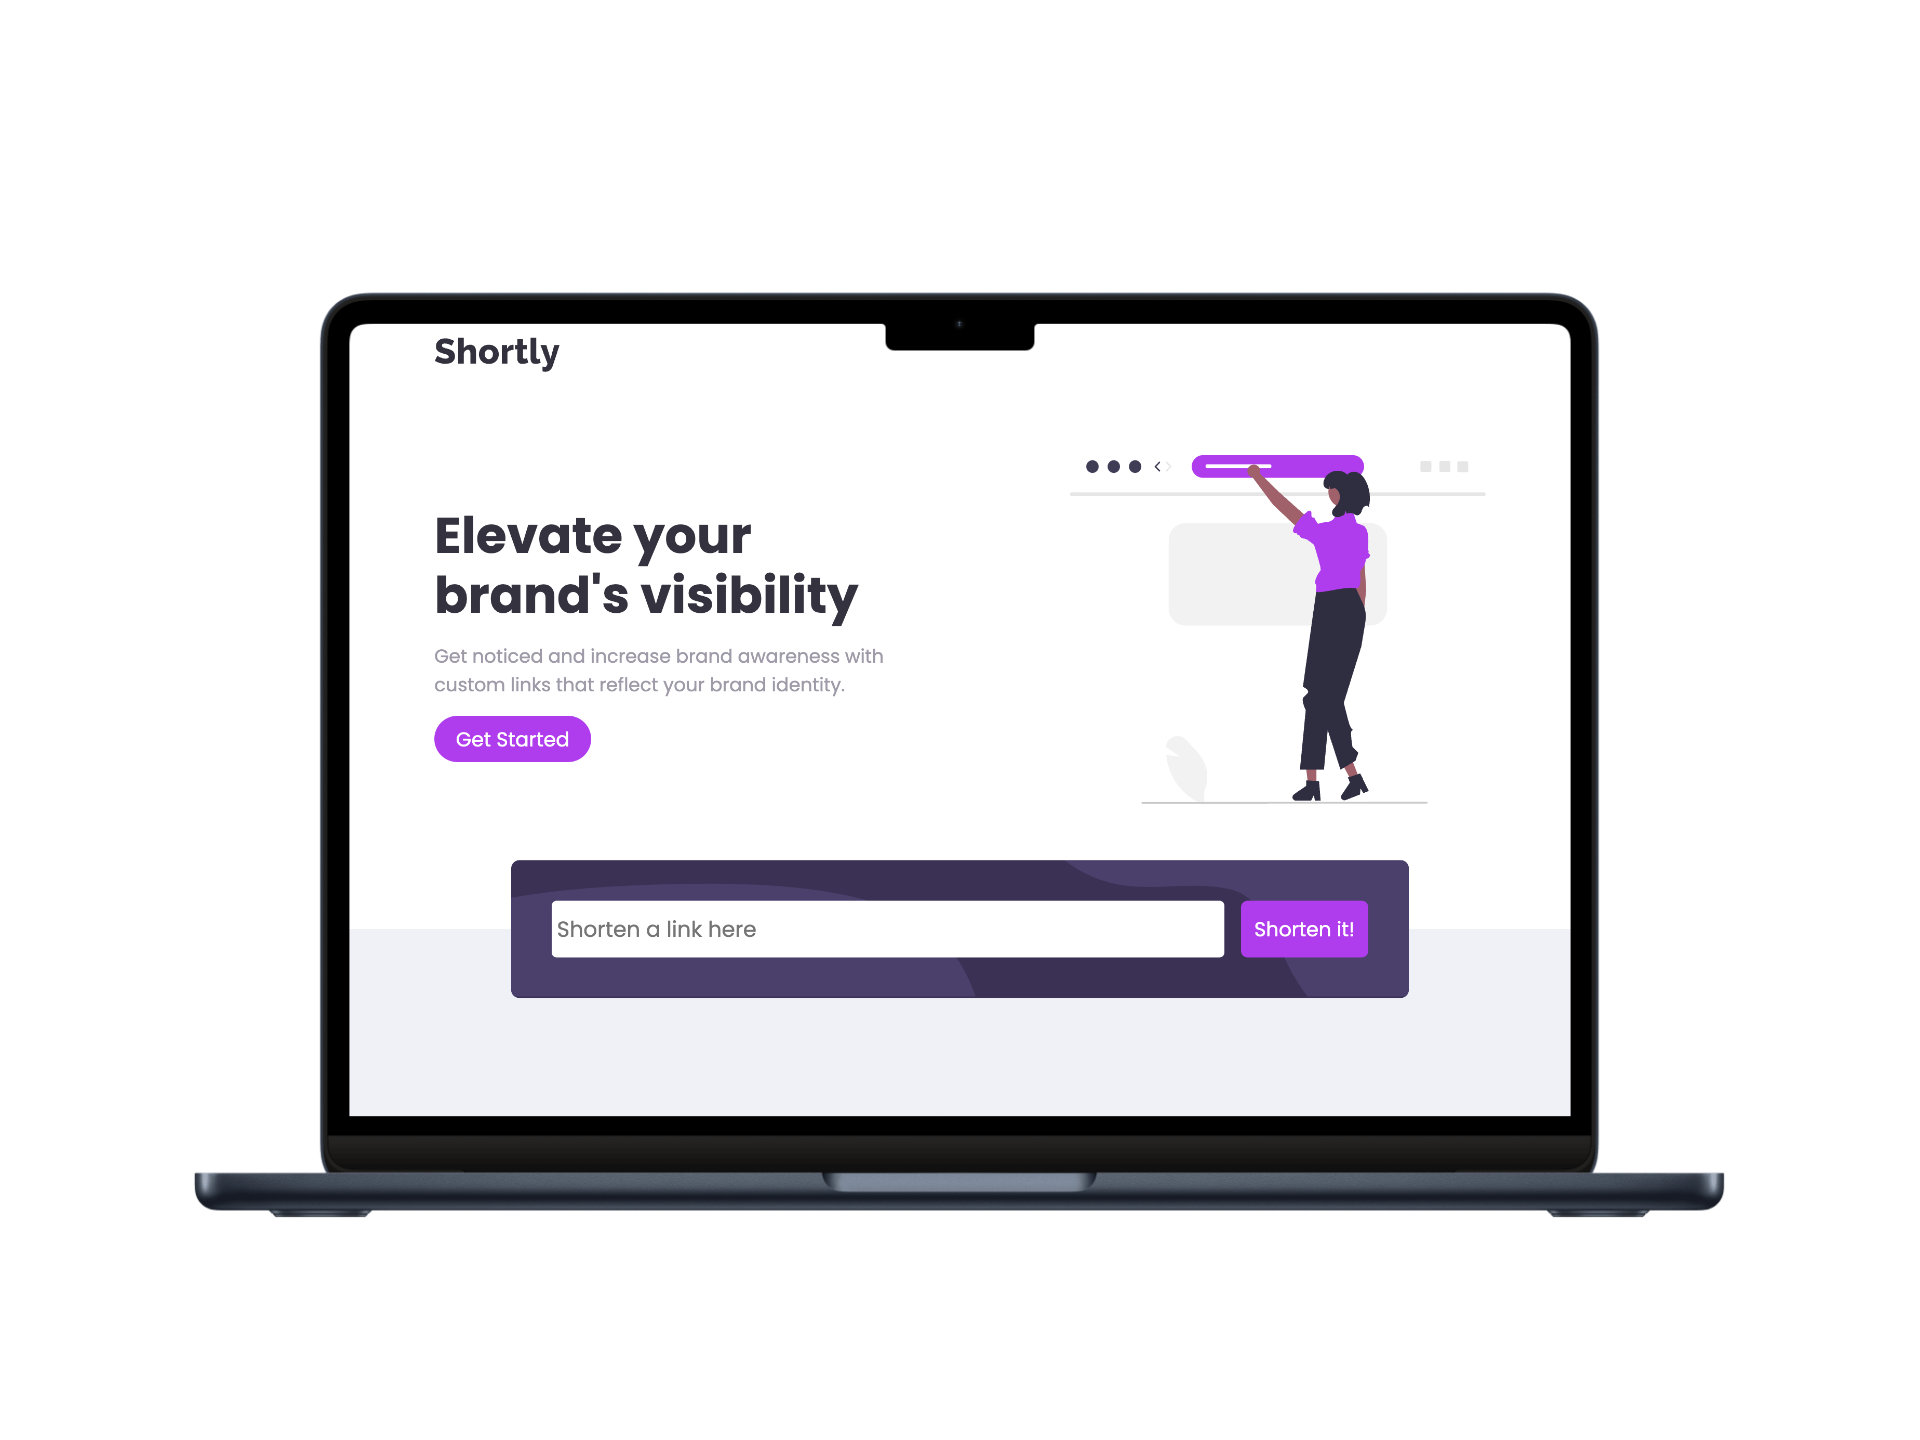 Shortly
Elevate your
brand's visibility
Get noticed and increase brand awareness with
custom links that reflect your brand identity.
Get Started
Shorten a link here
Shorten it!